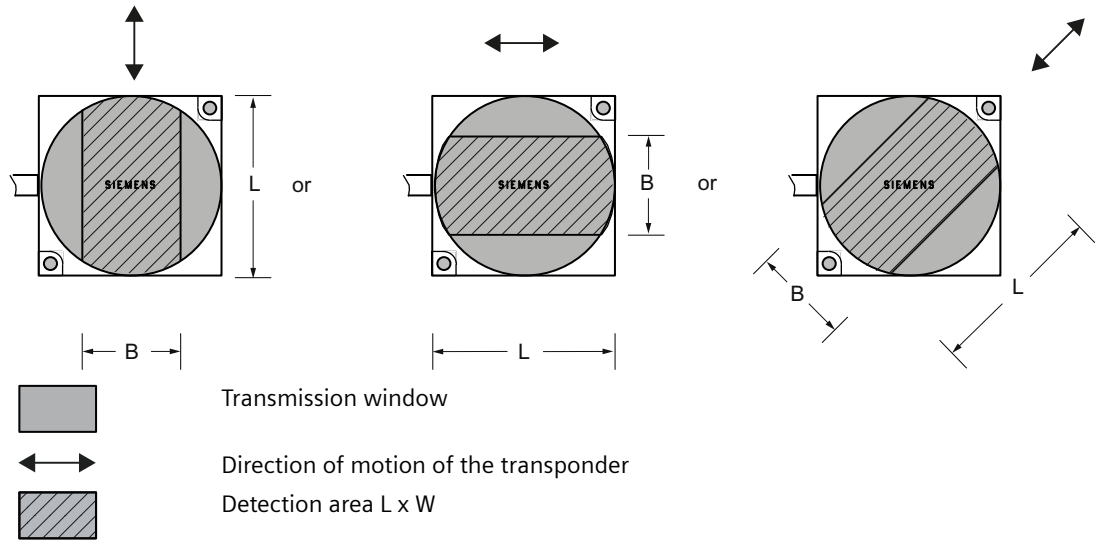 SIEMENS
L
or
B
SIEMENS
B
or
L
SIEMENS
B
L
Transmission window
Direction of motion of the transponder
Detection area L x W